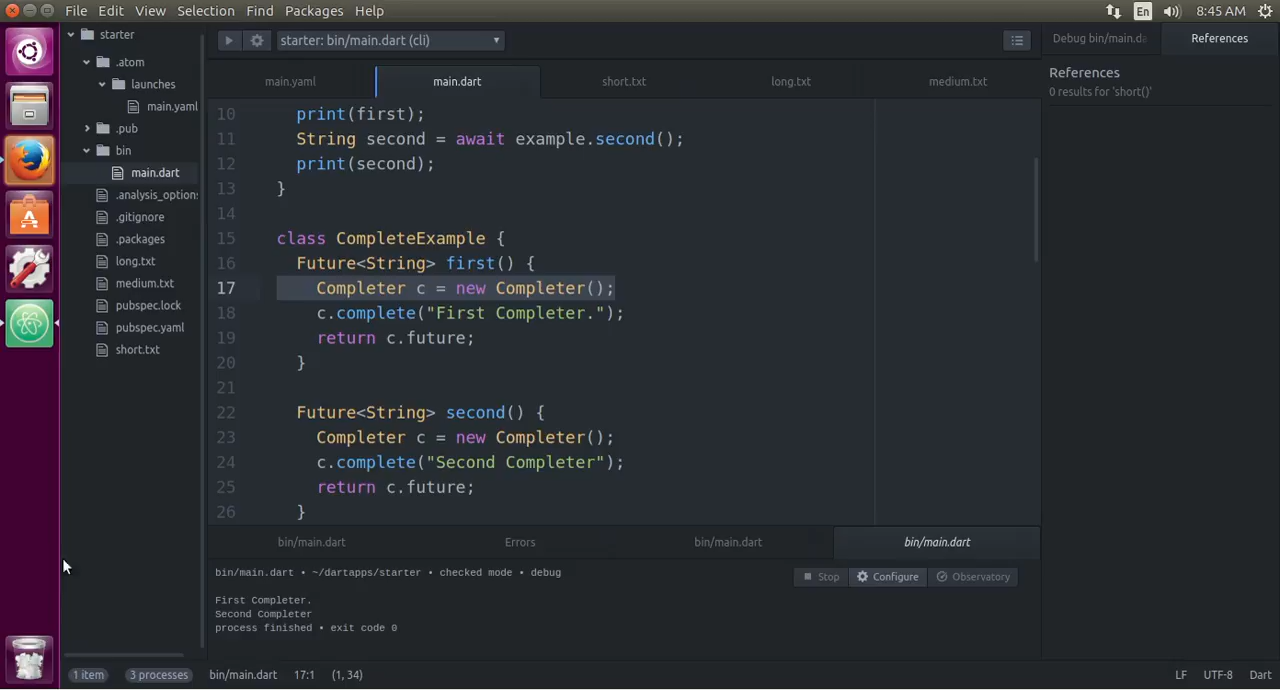 File Edit View Selection Find Packages Help
En 8:45 AM
starter
.atom
launches
main.yaml
.pub
bin
main.dart
.analysis_options
.gitignore
.packages
long.txt
medium.txt
pubspec.lock
pubspec.yaml
short.txt
starter: bin/main.dart (cli)
main.yaml main.dart short.txt long.txt medium.txt
10 print(first);
11 String second = await example.second();
12 print(second);
13 }
14
15 class CompleteExample {
16 Future<String> first() {
17 Completer c = new Completer();
18 c.complete("First Completer.");
19 return c.future;
20 }
21
22 Future<String> second() {
23 Completer c = new Completer();
24 c.complete("Second Completer");
25 return c.future;
26 }
bin/main.dart Errors bin/main.dart bin/main.dart
bin/main.dart • ~/dartapps/starter • checked mode • debug
Stop Configure Observatory
First Completer.
Second Completer
process finished • exit code 0
Debug bin/main.da References
References
0 results for 'short()'
1 item 3 processes bin/main.dart 17:1 (1, 34) LF UTF-8 Dart